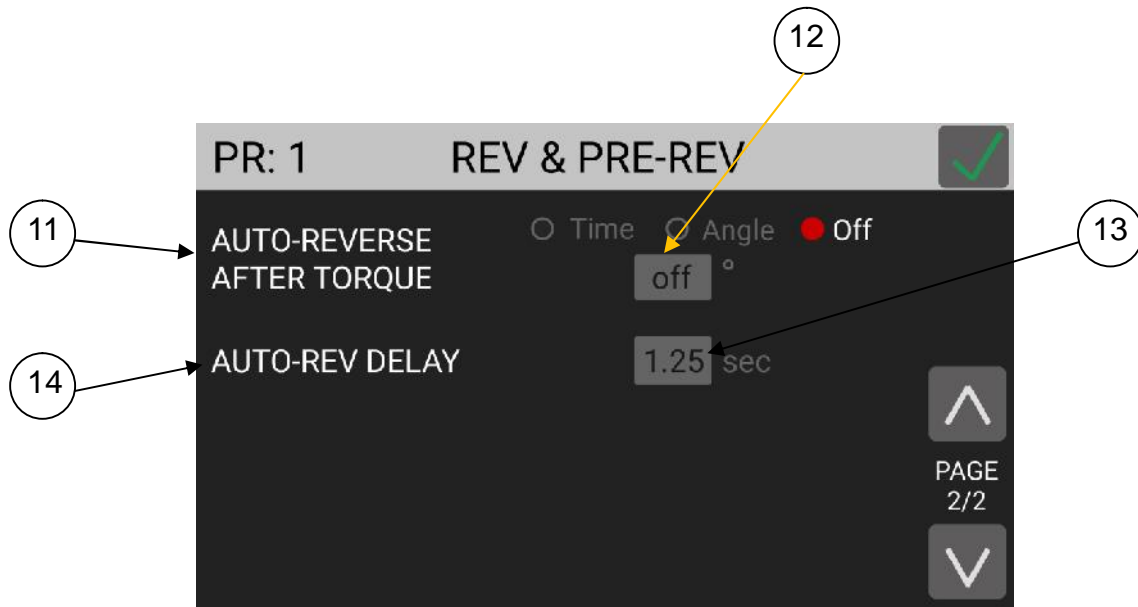 12
PR: 1 REV & PRE-REV
11
AUTO-REVERSE
AFTER TORQUE
Time Angle Off
off °
13
14
AUTO-REV DELAY 1.25 sec
PAGE
2/2